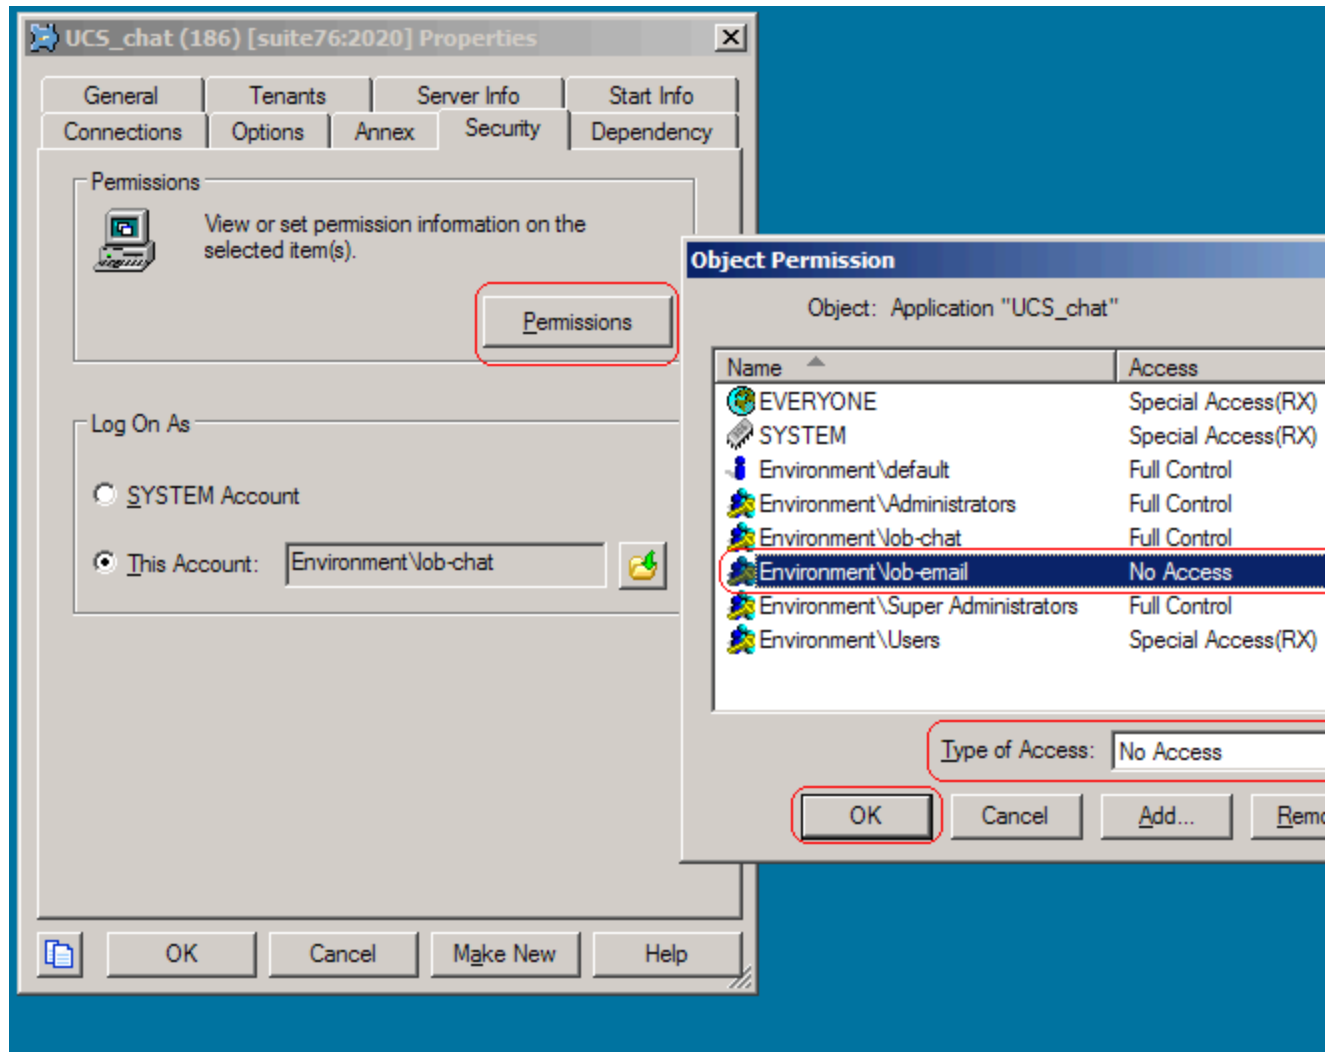 UCS_chat (186) [suite76:2020] Properties
General Tenants Server Info Start Info
Connections Options Annex Security Dependency
Permissions
View or set permission information on the
selected item(s).
Permissions
Log On As
SYSTEM Account
This Account: Environment\lob-chat
OK Cancel Make New Help
Object Permission
Object: Application "UCS_chat"
Name Access
EVERYONE Special Access(RX)
SYSTEM Special Access(RX)
Environment\default Full Control
Environment\Administrators Full Control
Environment\lob-chat Full Control
Environment\lob-email No Access
Environment\Super Administrators Full Control
Environment\Users Special Access(RX)
Type of Access: No Access
OK Cancel Add... Remo